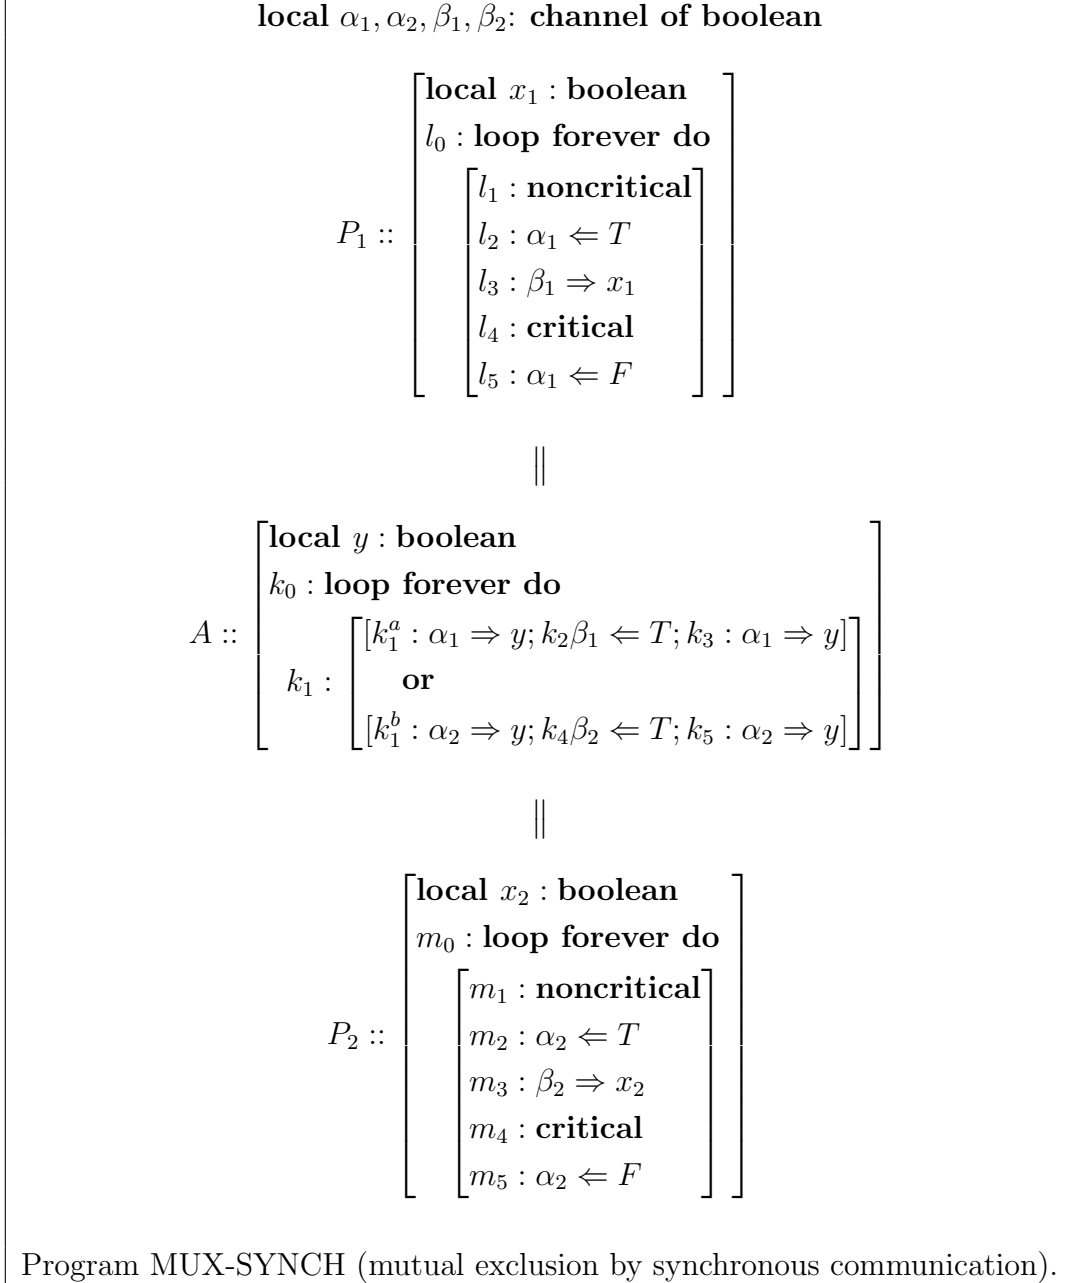 local α₁, α₂, β₁, β₂: channel of boolean
local x₁ : boolean
l₀ : loop forever do
l₁ : noncritical
l₂ : α₁ ⇐ T
P₁ ::
l₃ : β₁ ⇒ x₁
l₄ : critical
l₅ : α₁ ⇐ F
||
local y : boolean
k₀ : loop forever do
A ::
[k₁ᵃ : α₁ ⇒ y; k₂β₁ ⇐ T; k₃ : α₁ ⇒ y]
k₁ : or
[k₁ᵇ : α₂ ⇒ y; k₄β₂ ⇐ T; k₅ : α₂ ⇒ y]
||
local x₂ : boolean
m₀ : loop forever do
m₁ : noncritical
m₂ : α₂ ⇐ T
P₂ ::
m₃ : β₂ ⇒ x₂
m₄ : critical
m₅ : α₂ ⇐ F
Program MUX-SYNCH (mutual exclusion by synchronous communication).